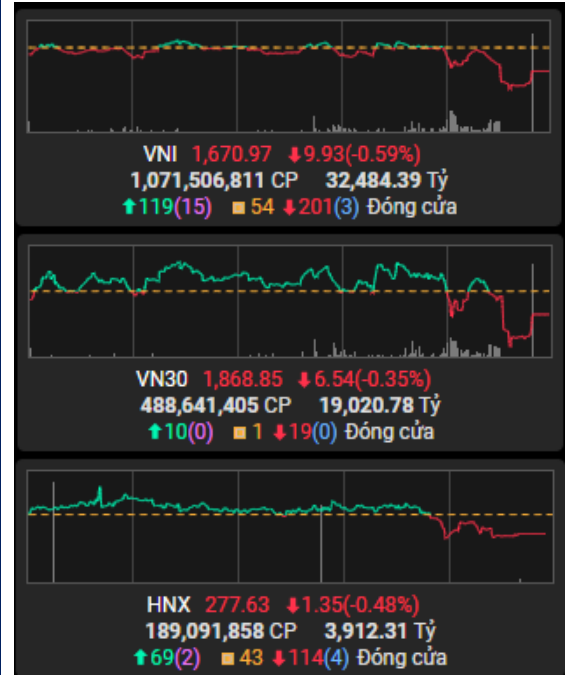 VNI 1,670.97 ⬇9.93(-0.59%)
1,071,506,811 CP 32,484.39 Tỷ
⬆119(15) ■ 54 ⬇201(3) Đóng cửa
VN30 1,868.85 ⬇6.54(-0.35%)
488,641,405 CP 19,020.78 Tỷ
⬆10(0) ■ 1 ⬇19(0) Đóng cửa
HNX 277.63 ⬇1.35(-0.48%)
189,091,858 CP 3,912.31 Tỷ
⬆69(2) ■ 43 ⬇114(4) Đóng cửa